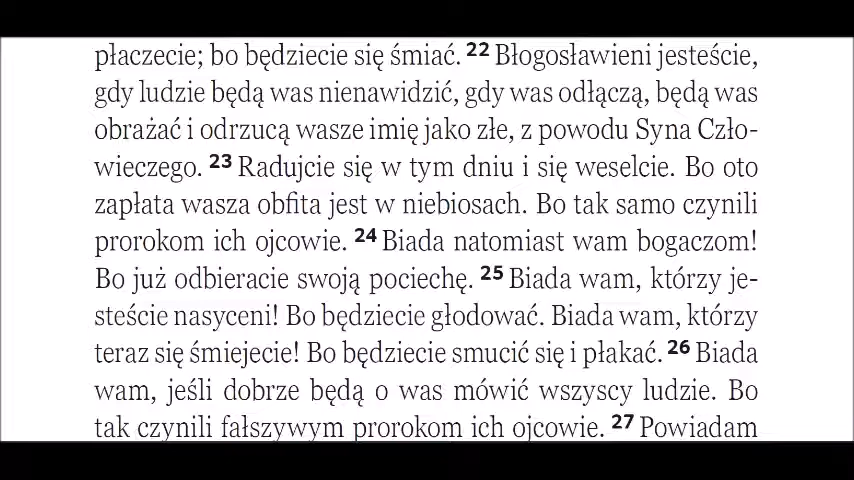 płaczecie; bo będziecie się śmiać. 22 Błogosławieni jesteście,
gdy ludzie będą was nienawidzić, gdy was odłączą, będą was
obrażać i odrzucą wasze imię jako złe, z powodu Syna Czło-
wieczego. 23 Radujcie się w tym dniu i się weselcie. Bo oto
zapłata wasza obfita jest w niebiosach. Bo tak samo czynili
prorokom ich ojcowie. 24 Biada natomiast wam bogaczom!
Bo już odbieracie swoją pociechę. 25 Biada wam, którzy je-
steście nasyceni! Bo będziecie głodować. Biada wam, którzy
teraz się śmiejecie! Bo będziecie smucić się i płakać. 26 Biada
wam, jeśli dobrze będą o was mówić wszyscy ludzie. Bo
tak czynili fałszywym prorokom ich ojcowie. 27 Powiadam